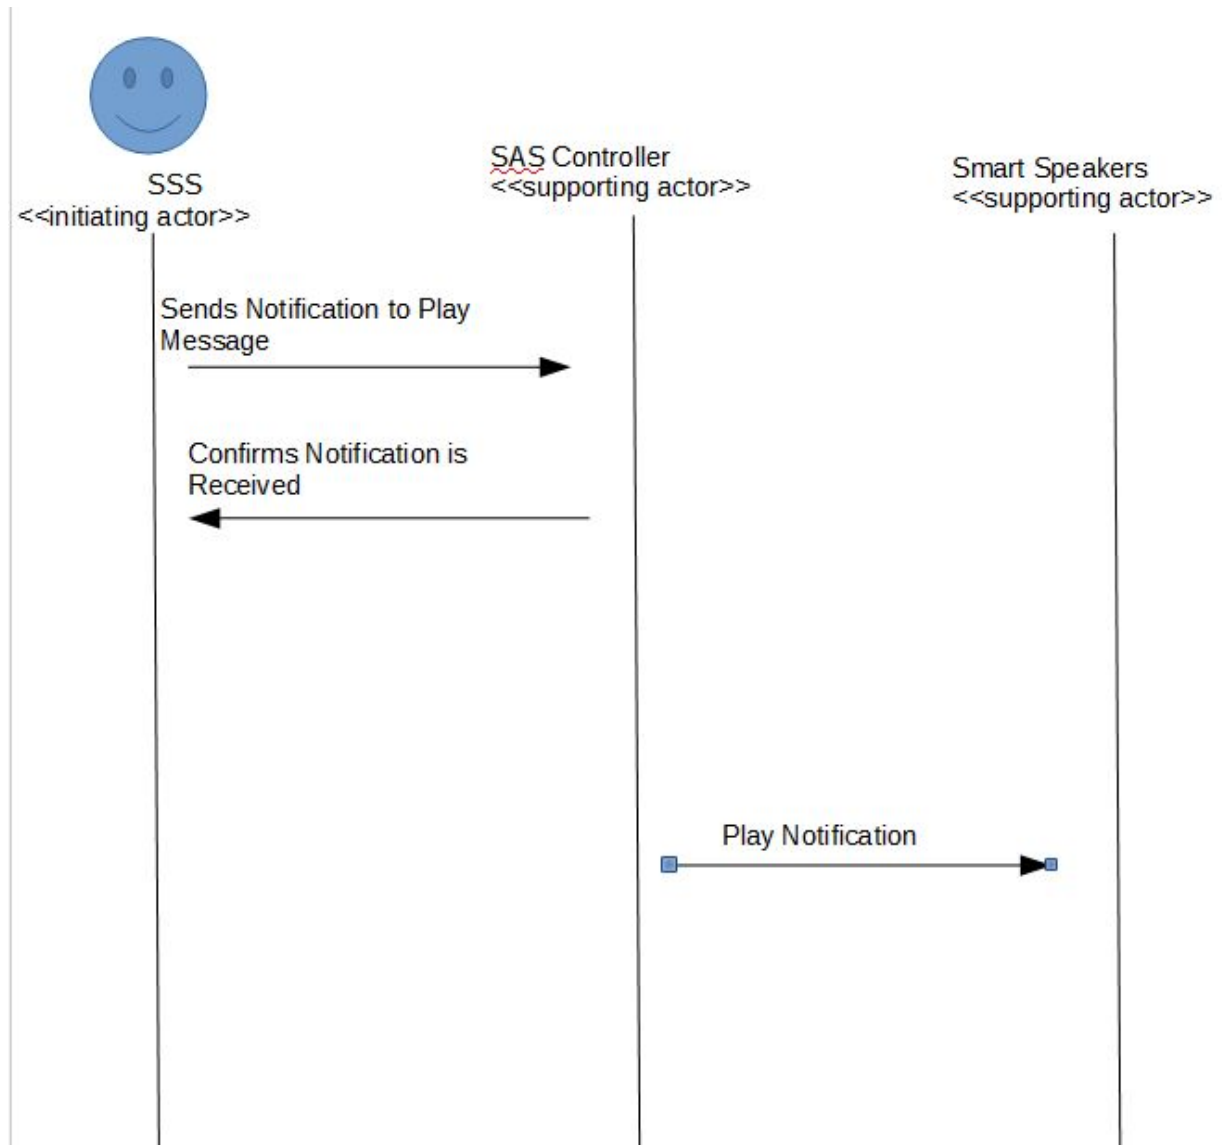 SSS
<<initiating actor>>
SAS Controller
<<supporting actor>>
Smart Speakers
<<supporting actor>>
Sends Notification to Play
Message
Confirms Notification is
Received
Play Notification